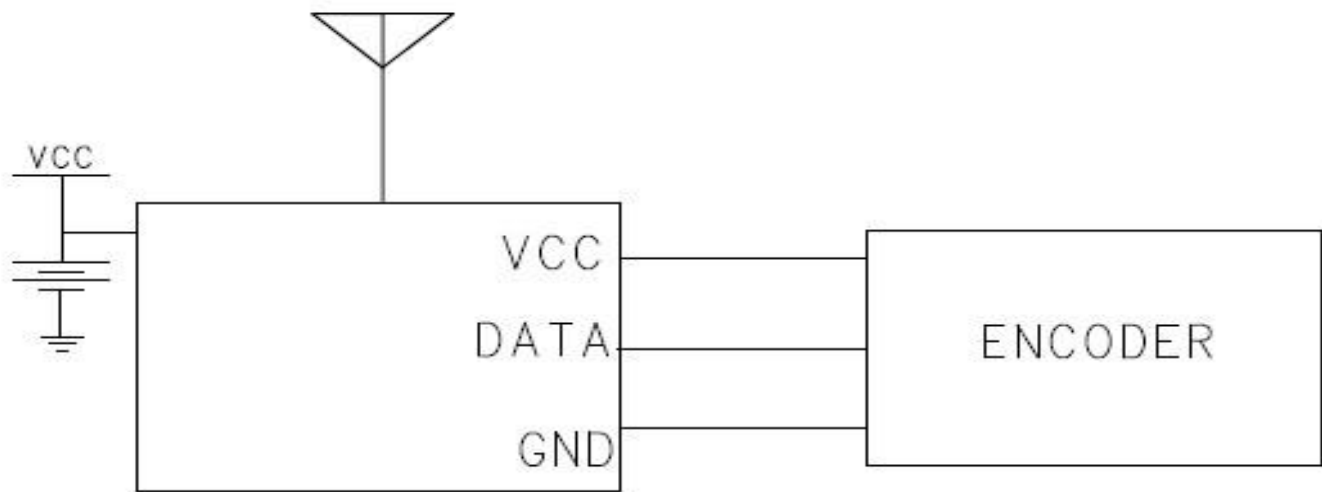 VCC
VCC
DATA
GND
ENCODER